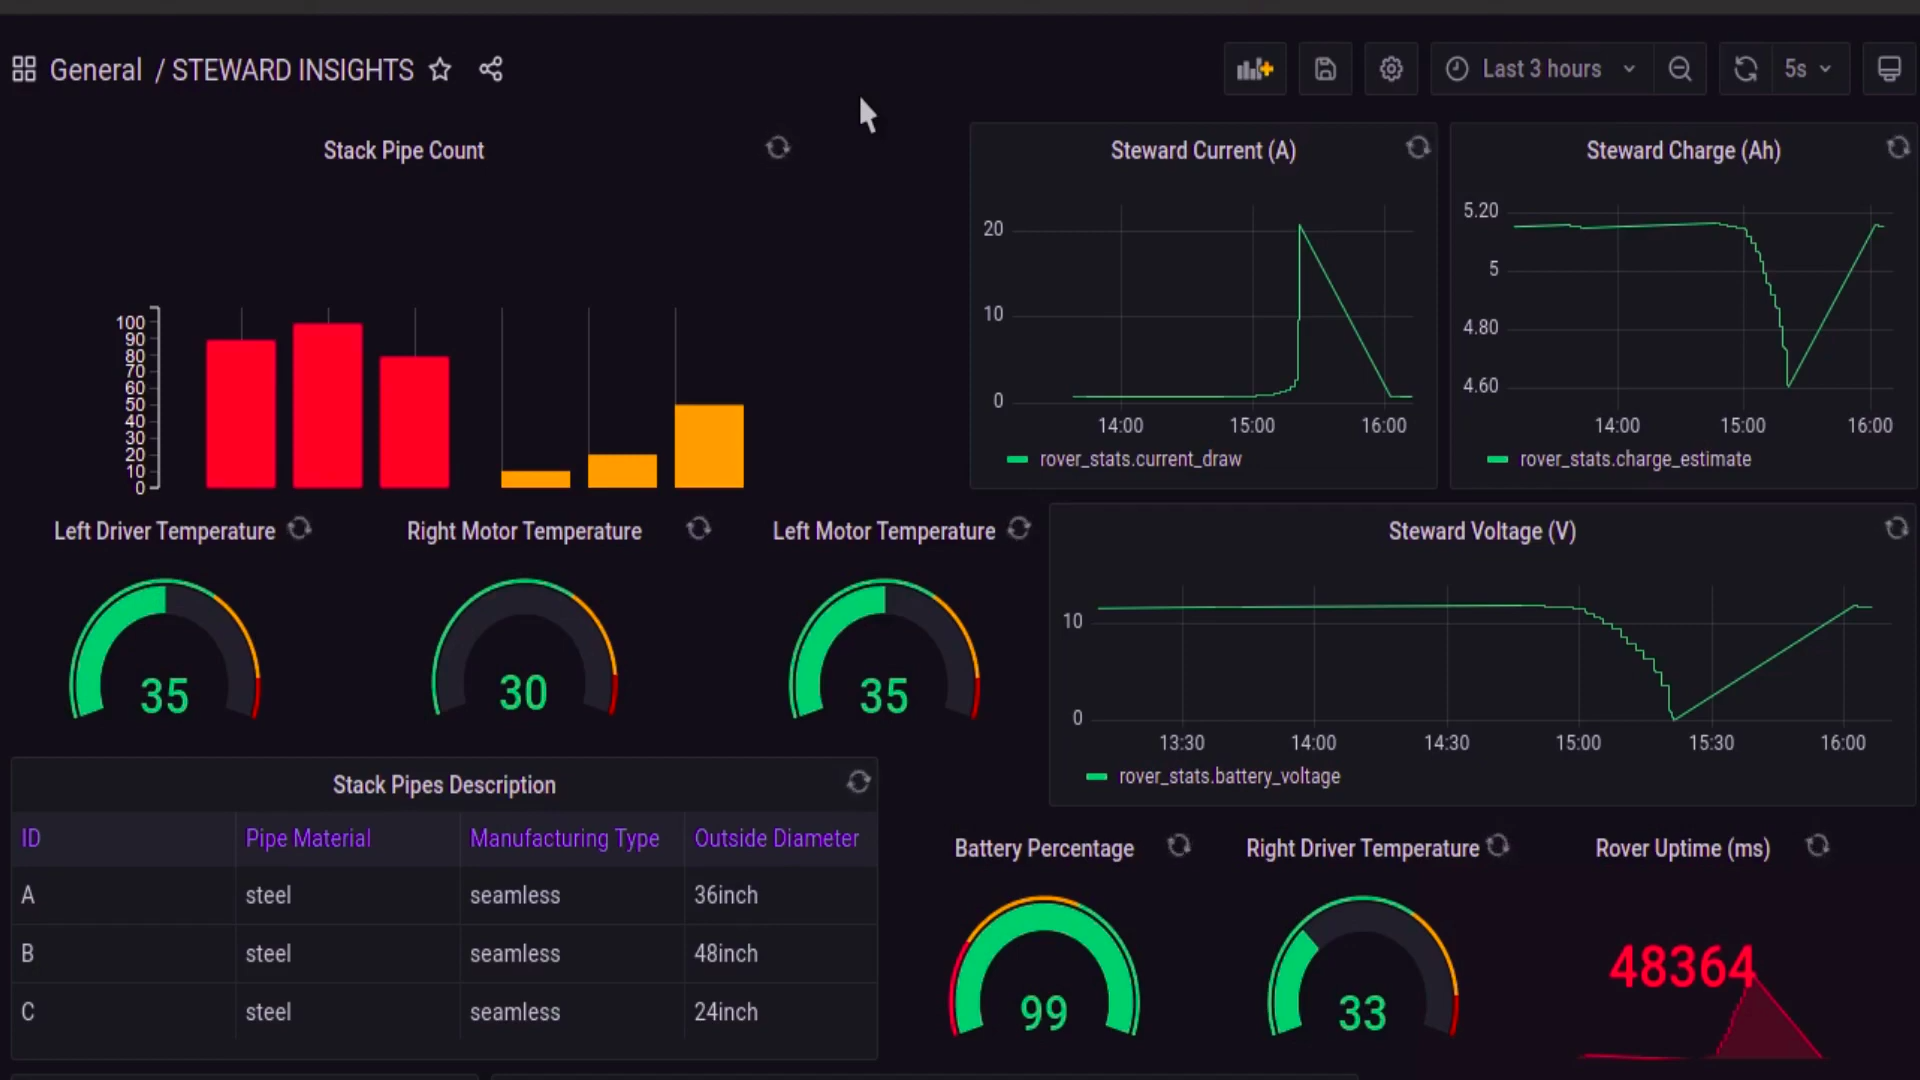 General / STEWARD INSIGHTS
Last 3 hours
5s
Stack Pipe Count
100
90
80
70
60
50
40
30
20
10
0
Steward Current (A)
20
10
0
14:00 15:00 16:00
rover_stats.current_draw
Steward Charge (Ah)
5.20
5
4.80
4.60
14:00 15:00 16:00
rover_stats.charge_estimate
Left Driver Temperature
35
Right Motor Temperature
30
Left Motor Temperature
35
Steward Voltage (V)
10
0
13:30 14:00 14:30 15:00 15:30 16:00
rover_stats.battery_voltage
Stack Pipes Description
ID Pipe Material Manufacturing Type Outside Diameter
A steel seamless 36inch
B steel seamless 48inch
C steel seamless 24inch
Battery Percentage
99
Right Driver Temperature
33
Rover Uptime (ms)
48364